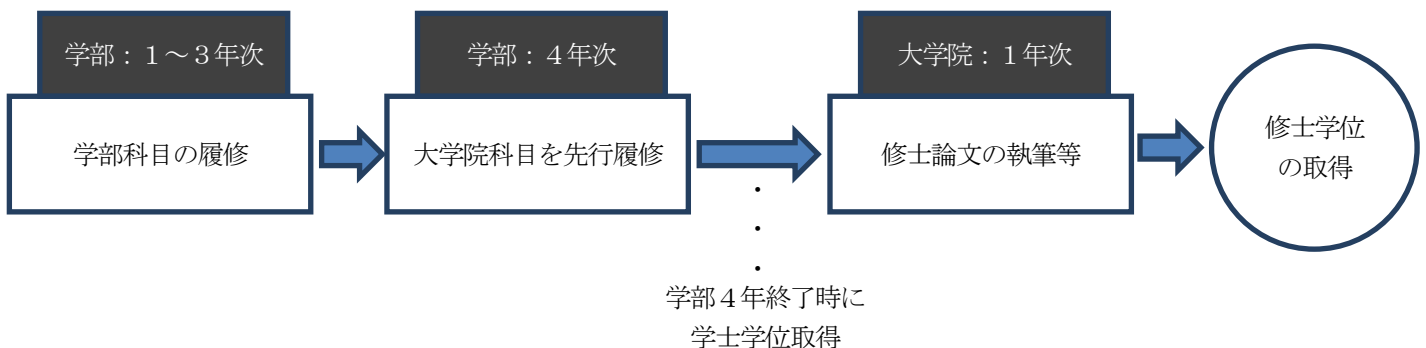 学部：１～３年次
学部科目の履修
学部：４年次
大学院科目を先行履修
大学院：１年次
修士論文の執筆等
修士学位
の取得
・
・
・
学部４年終了時に
学士学位取得